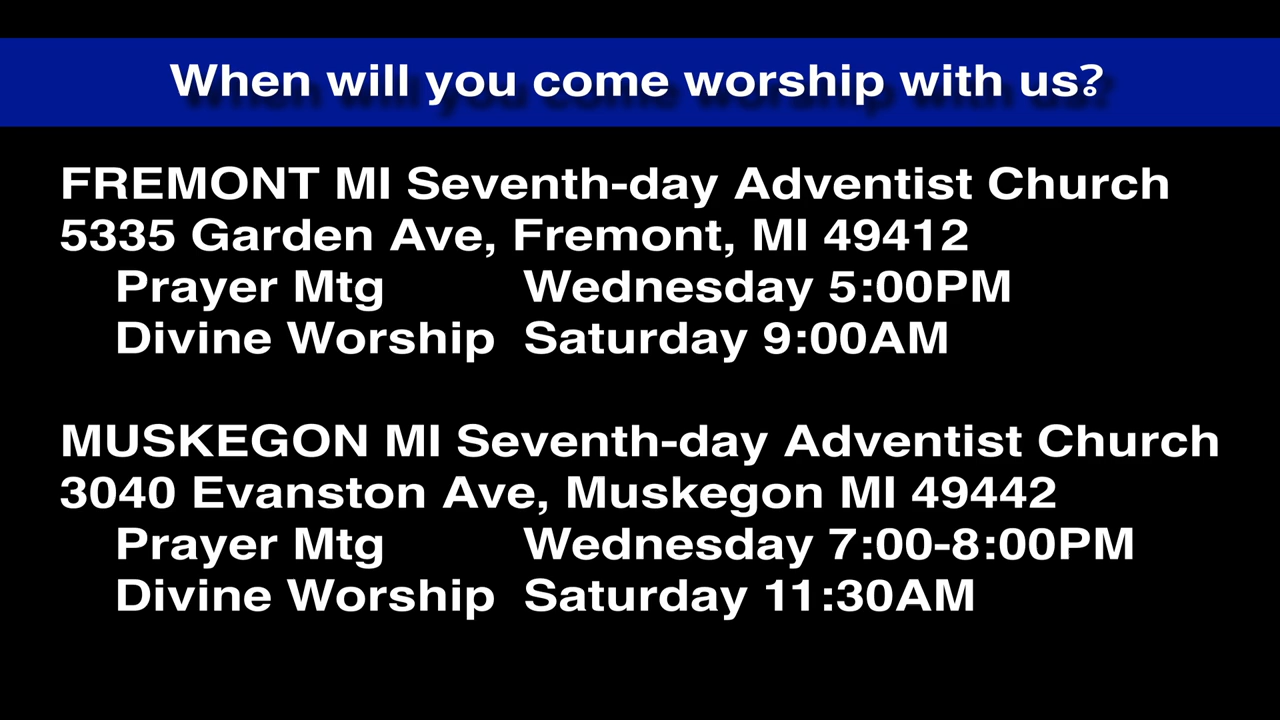 When will you come worship with us?
FREMONT MI Seventh-day Adventist Church
5335 Garden Ave, Fremont, MI 49412
Prayer Mtg Wednesday 5:00PM
Divine Worship Saturday 9:00AM
MUSKEGON MI Seventh-day Adventist Church
3040 Evanston Ave, Muskegon MI 49442
Prayer Mtg Wednesday 7:00-8:00PM
Divine Worship Saturday 11:30AM